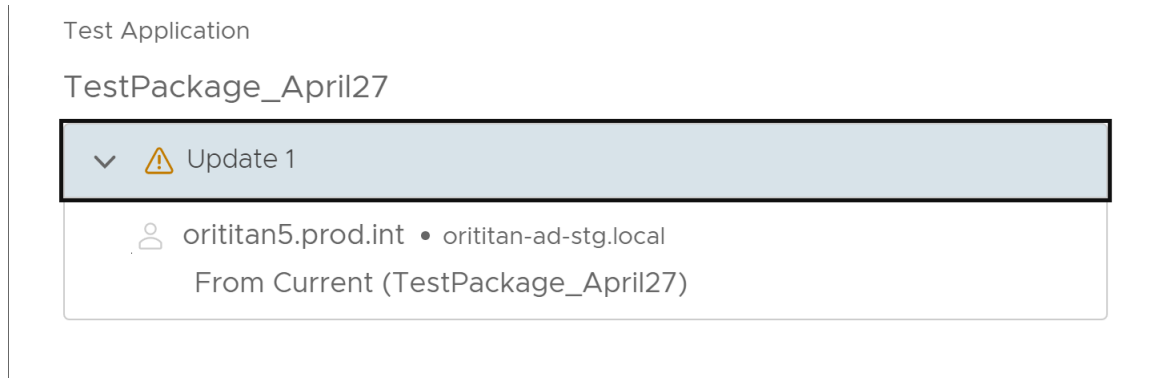 Test Application
TestPackage_April27
Update 1
orititan5.prod.int • orititan-ad-stg.local
From Current (TestPackage_April27)